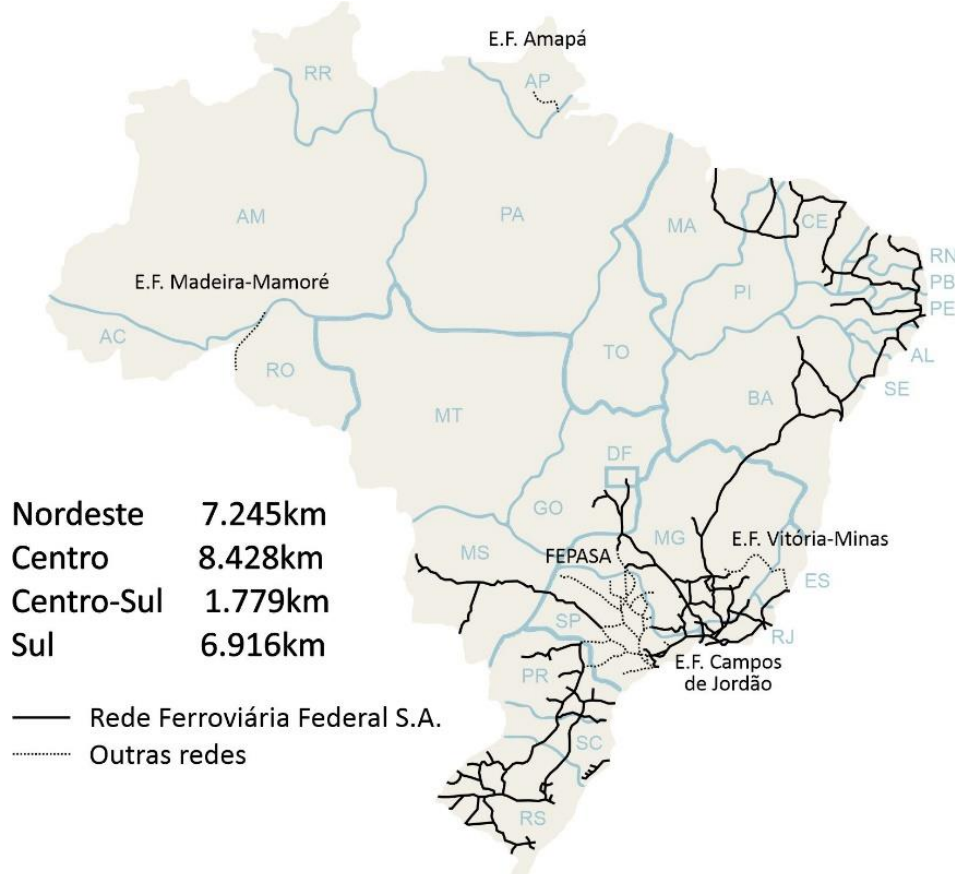 E.F. Amapá
RR
AP
AM
PA
MA
CE
RN
E.F. Madeira-Mamoré
PB
PI
PE
AC
TO
AL
RO
SE
BA
MT
DF
Nordeste 7.245km
GO
MG
E.F. Vitória-Minas
Centro 8.428km
MS
FEPASA
ES
Centro-Sul 1.779km
SP
RJ
Sul 6.916km
E.F. Campos
de Jordão
PR
Rede Ferroviária Federal S.A.
SC
Outras redes
RS